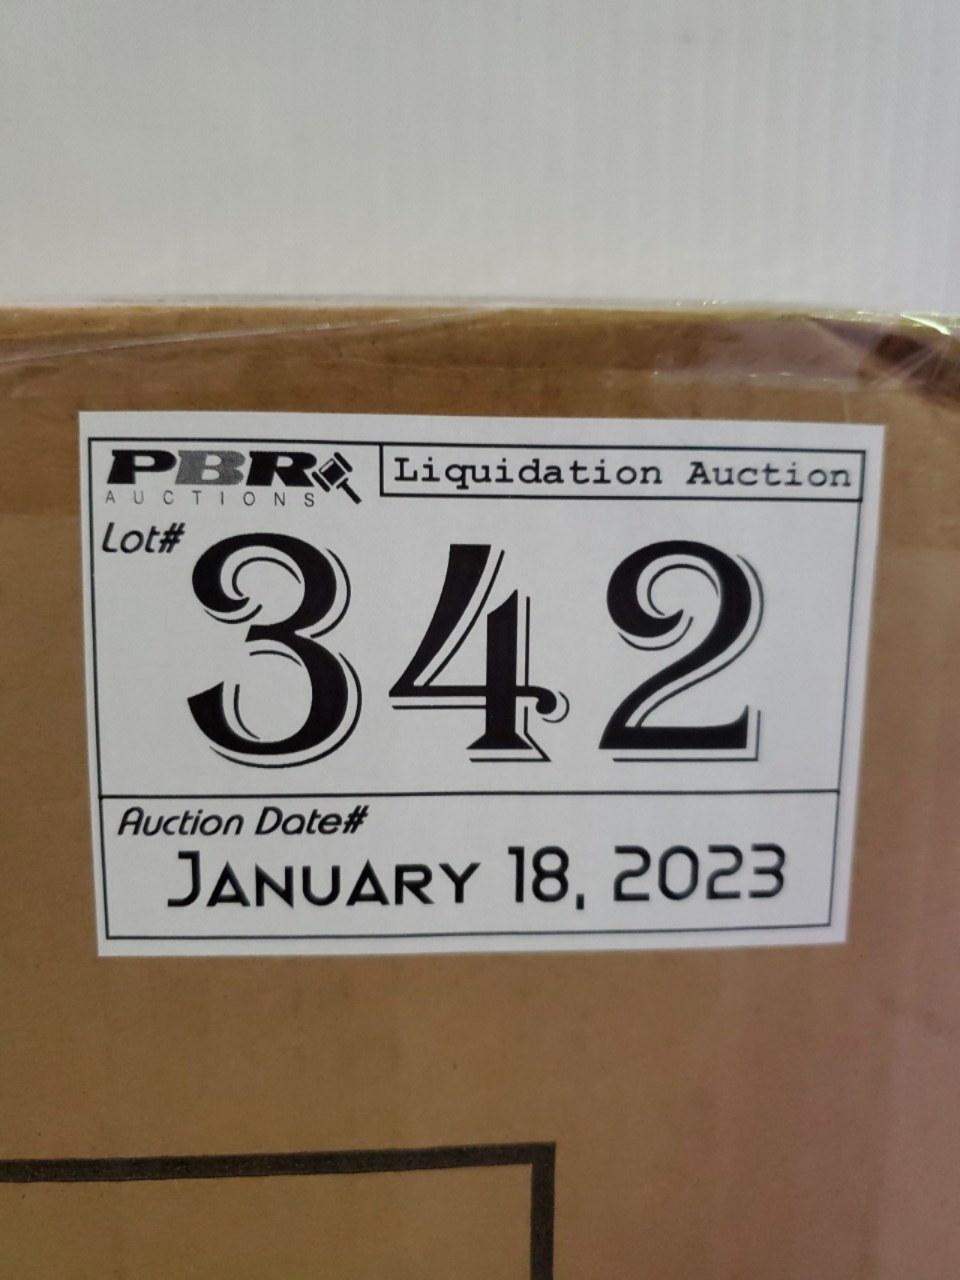 PBR
AUCTIONS
Liquidation Auction
Lot#
342
Auction Date#
JANUARY 18, 2023